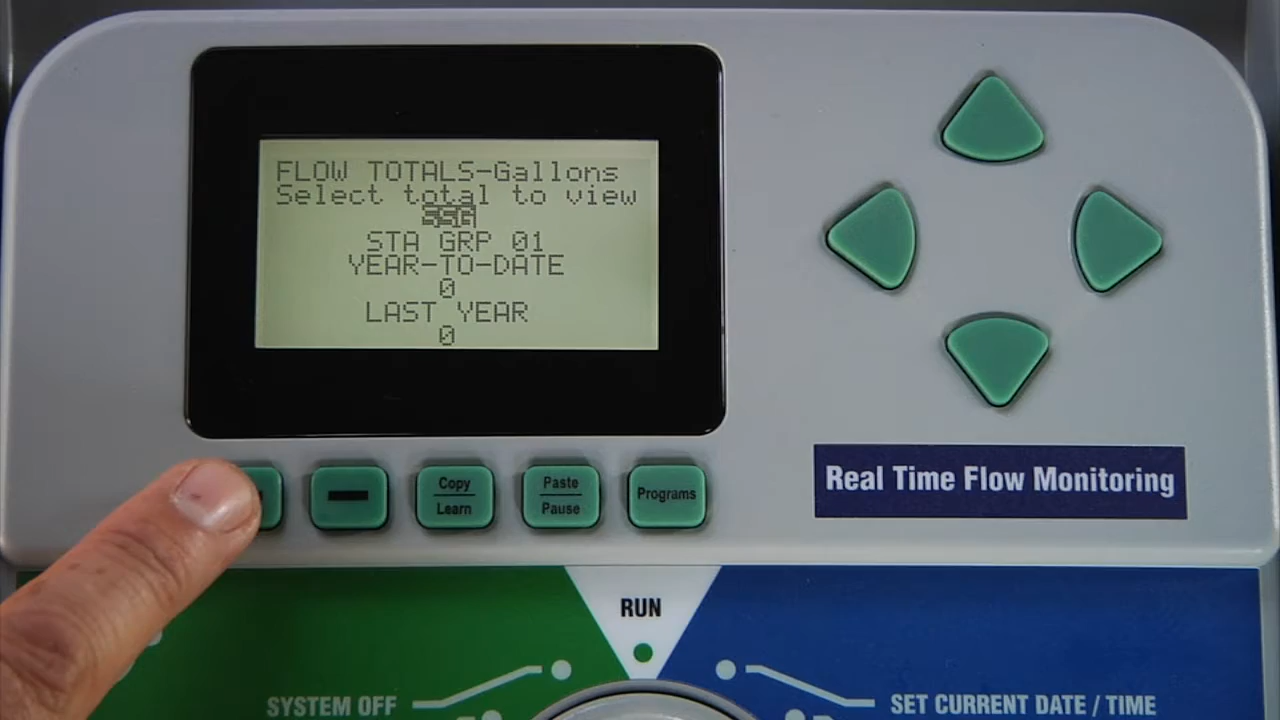 FLOW TOTALS-Gallons
Select total to view
SSG
STA GRP 01
YEAR-TO-DATE
0
LAST YEAR
0
Copy
Learn
Paste
Pause
Programs
Real Time Flow Monitoring
RUN
SYSTEM OFF
SET CURRENT DATE / TIME